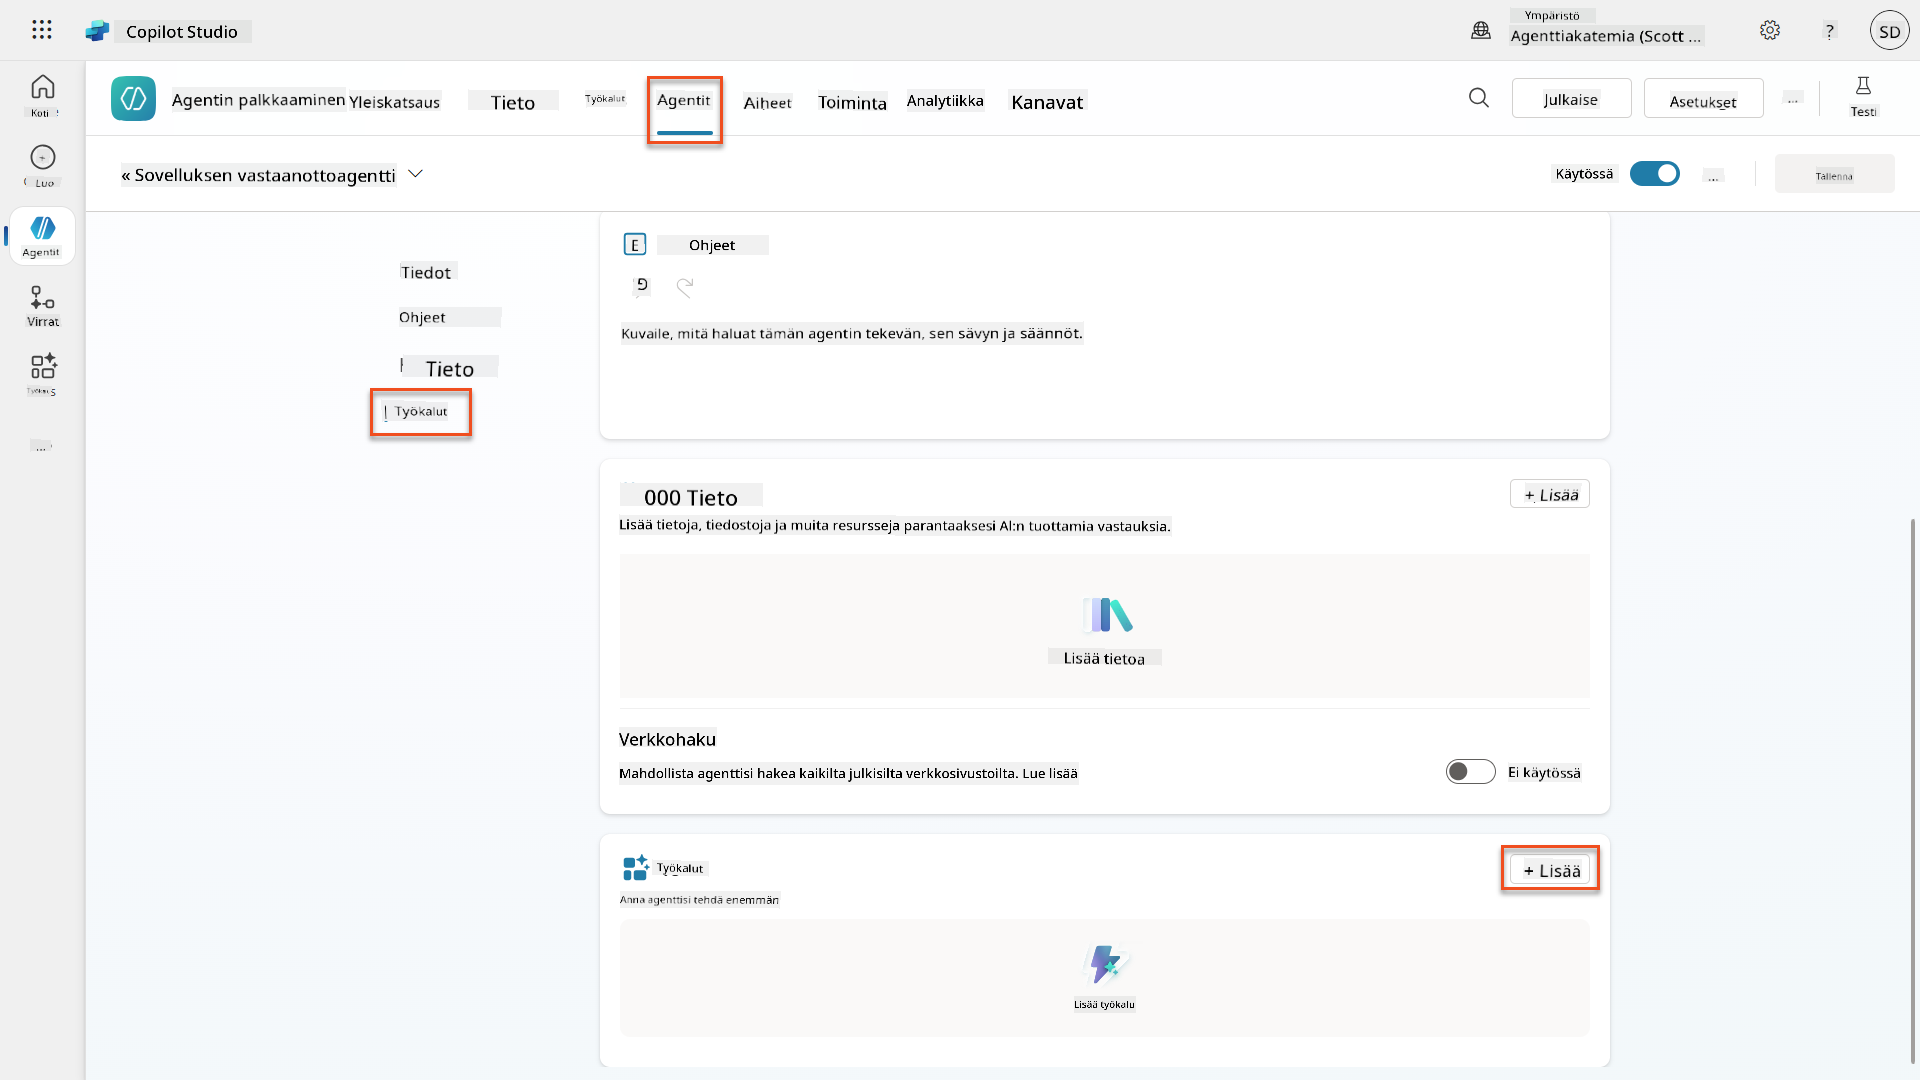 Copilot Studio
Ympäristö
Agenttiakatemia (Scott ...
?
SD
Koti
Luo
Agentit
Virrat
Työkalut
...
Agentin palkkaaminen
Yleiskatsaus
Tieto
Työkalut
Agentit
Aiheet
Toiminta
Analytiikka
Kanavat
Julkaise
Asetukset
...
Testi
« Sovelluksen vastaanottoagentti
Käytössä
...
Tallenna
Tiedot
Ohjeet
Tieto
Työkalut
E Ohjeet
Kuvaile, mitä haluat tämän agentin tekevän, sen sävyn ja säännöt.
000 Tieto
+ Lisää
Lisää tietoja, tiedostoja ja muita resursseja parantaaksesi AI:n tuottamia vastauksia.
Lisää tietoa
Verkkohaku
Mahdollista agenttisi hakea kaikilta julkisilta verkkosivustoilta. Lue lisää
Ei käytössä
Työkalut
+ Lisää
Anna agenttisi tehdä enemmän
Lisää työkalu